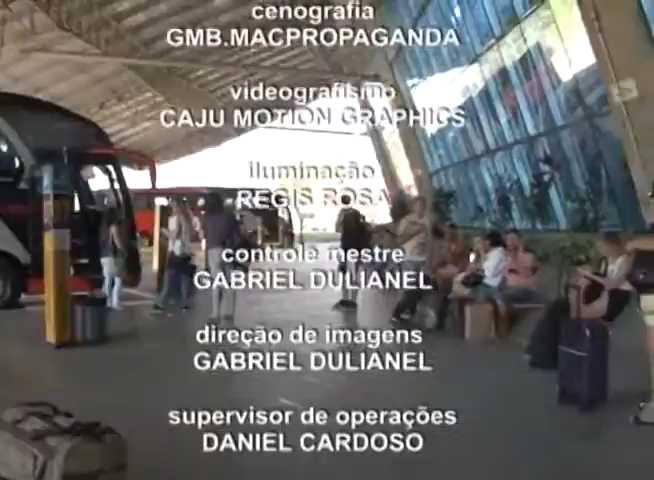 cenografia
GMB.MACPROPAGANDA
videografismo
CAJU MOTION GRAPHICS
iluminação
REGIS ROSA
controle mestre
GABRIEL DULIANEL
direção de imagens
GABRIEL DULIANEL
supervisor de operações
DANIEL CARDOSO